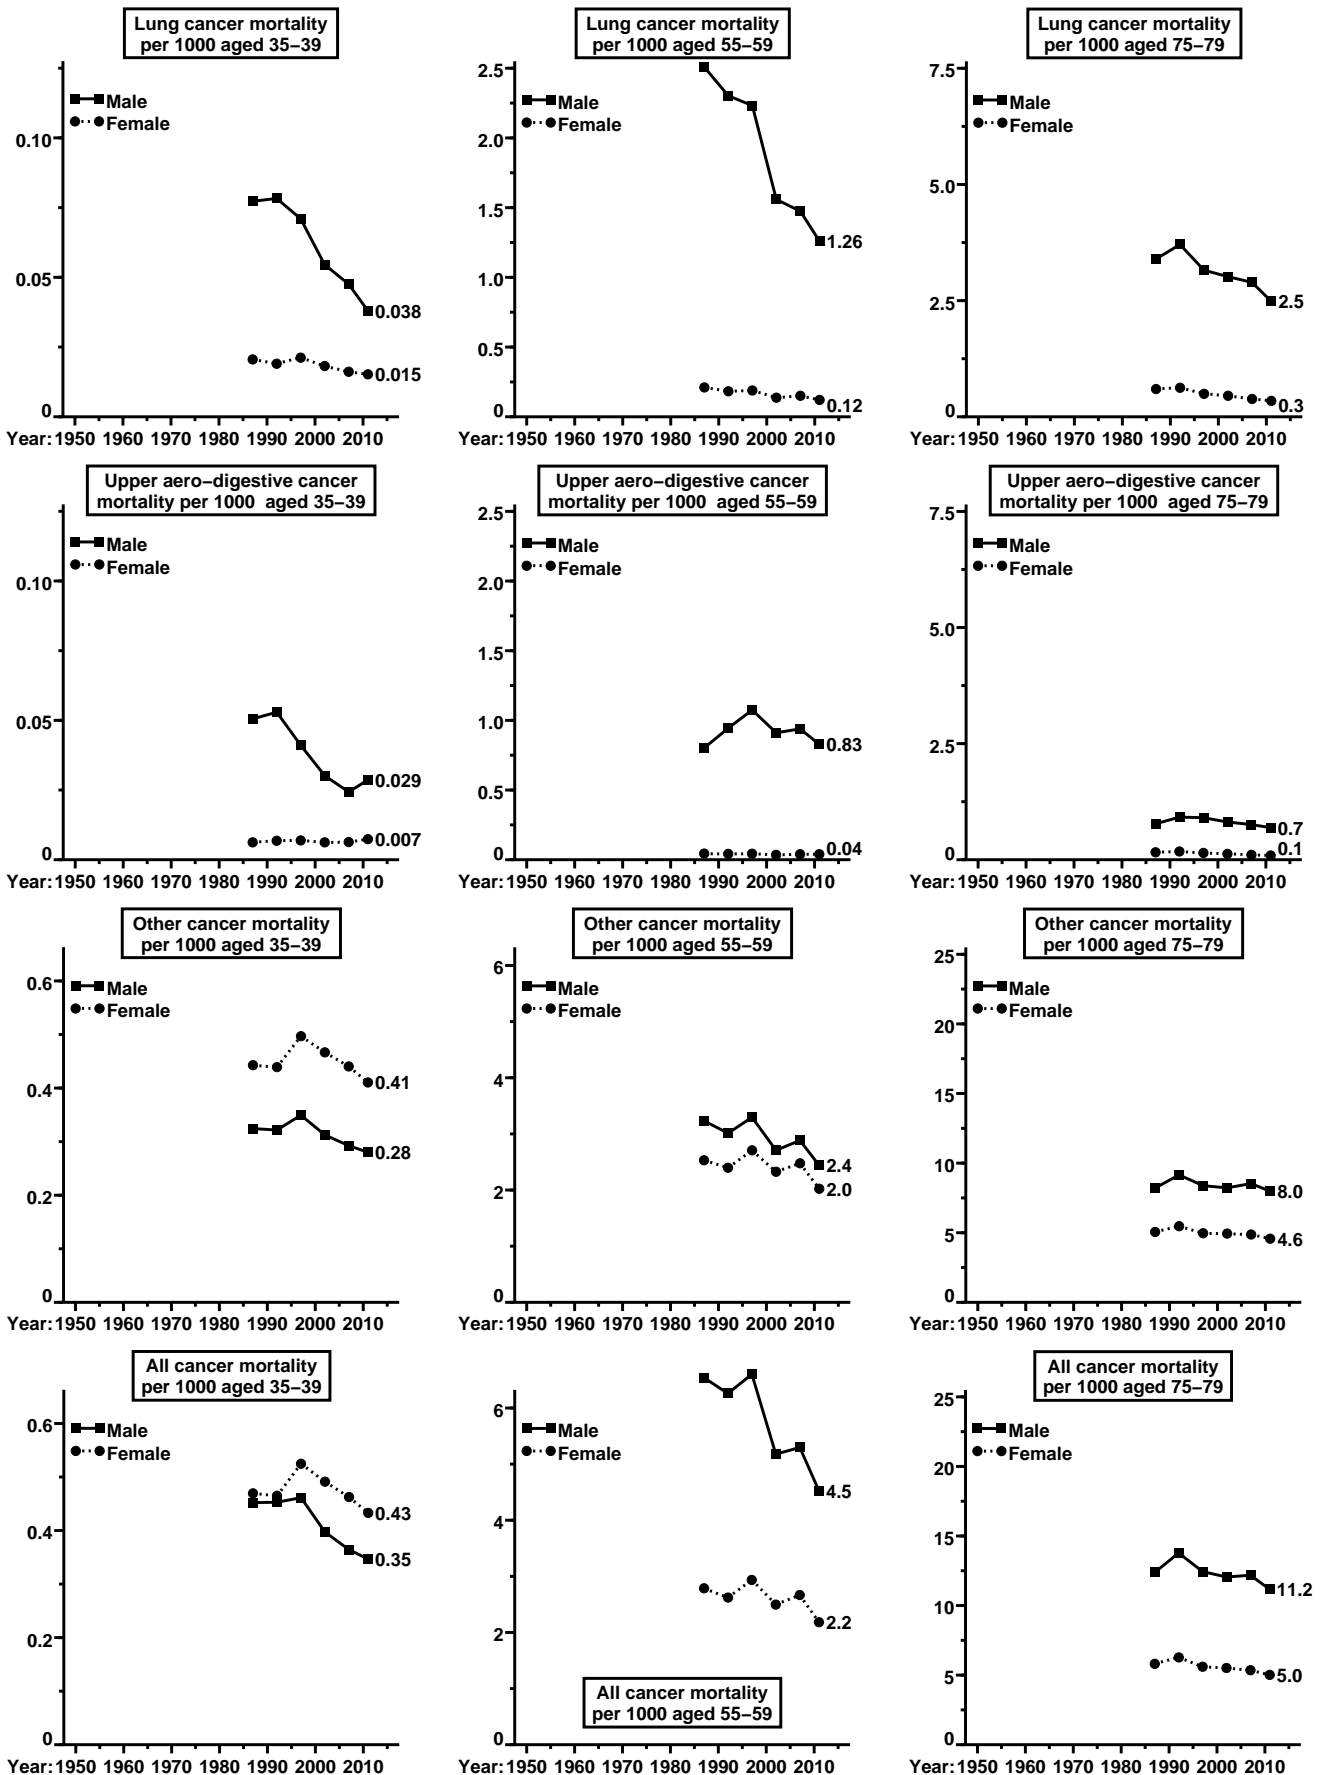 Lung cancer mortality
per 1000 aged 35–39
0.10
0.05
0
Male
Female
0.038
0.015
Year: 1950 1960 1970 1980 1990 2000 2010
Lung cancer mortality
per 1000 aged 55–59
2.5
2.0
1.5
1.0
0.5
0
Male
Female
1.26
0.12
Year: 1950 1960 1970 1980 1990 2000 2010
Lung cancer mortality
per 1000 aged 75–79
7.5
5.0
2.5
0
Male
Female
2.5
0.3
Year: 1950 1960 1970 1980 1990 2000 2010
Upper aero–digestive cancer
mortality per 1000 aged 35–39
0.10
0.05
0
Male
Female
0.029
0.007
Year: 1950 1960 1970 1980 1990 2000 2010
Upper aero–digestive cancer
mortality per 1000 aged 55–59
2.5
2.0
1.5
1.0
0.5
0
Male
Female
0.83
0.04
Year: 1950 1960 1970 1980 1990 2000 2010
Upper aero–digestive cancer
mortality per 1000 aged 75–79
7.5
5.0
2.5
0
Male
Female
0.7
0.1
Year: 1950 1960 1970 1980 1990 2000 2010
Other cancer mortality
per 1000 aged 35–39
0.6
0.4
0.2
0
Male
Female
0.41
0.28
Year: 1950 1960 1970 1980 1990 2000 2010
Other cancer mortality
per 1000 aged 55–59
6
4
2
0
Male
Female
2.4
2.0
Year: 1950 1960 1970 1980 1990 2000 2010
Other cancer mortality
per 1000 aged 75–79
25
20
15
10
5
0
Male
Female
8.0
4.6
Year: 1950 1960 1970 1980 1990 2000 2010
All cancer mortality
per 1000 aged 35–39
0.6
0.4
0.2
0
Male
Female
0.43
0.35
Year: 1950 1960 1970 1980 1990 2000 2010
6
4
2
0
Male
Female
4.5
2.2
All cancer mortality
per 1000 aged 55–59
Year: 1950 1960 1970 1980 1990 2000 2010
All cancer mortality
per 1000 aged 75–79
25
20
15
10
5
0
Male
Female
11.2
5.0
Year: 1950 1960 1970 1980 1990 2000 2010